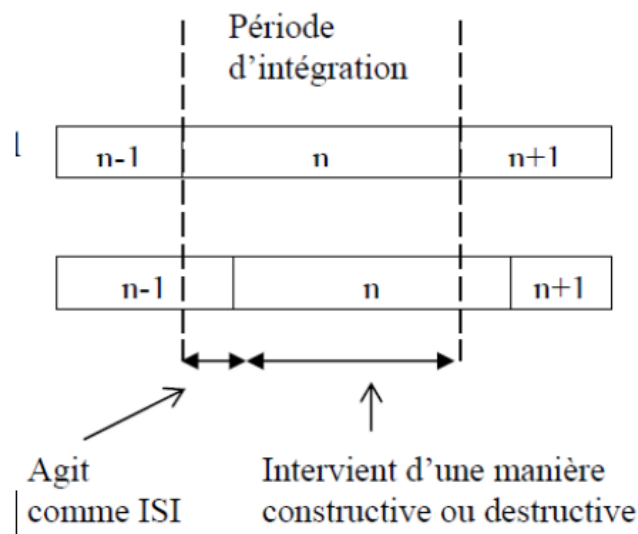 Période
d’intégration
n-1 n n+1
n-1 n n+1
Agit
comme ISI
Intervient d’une manière
constructive ou destructive